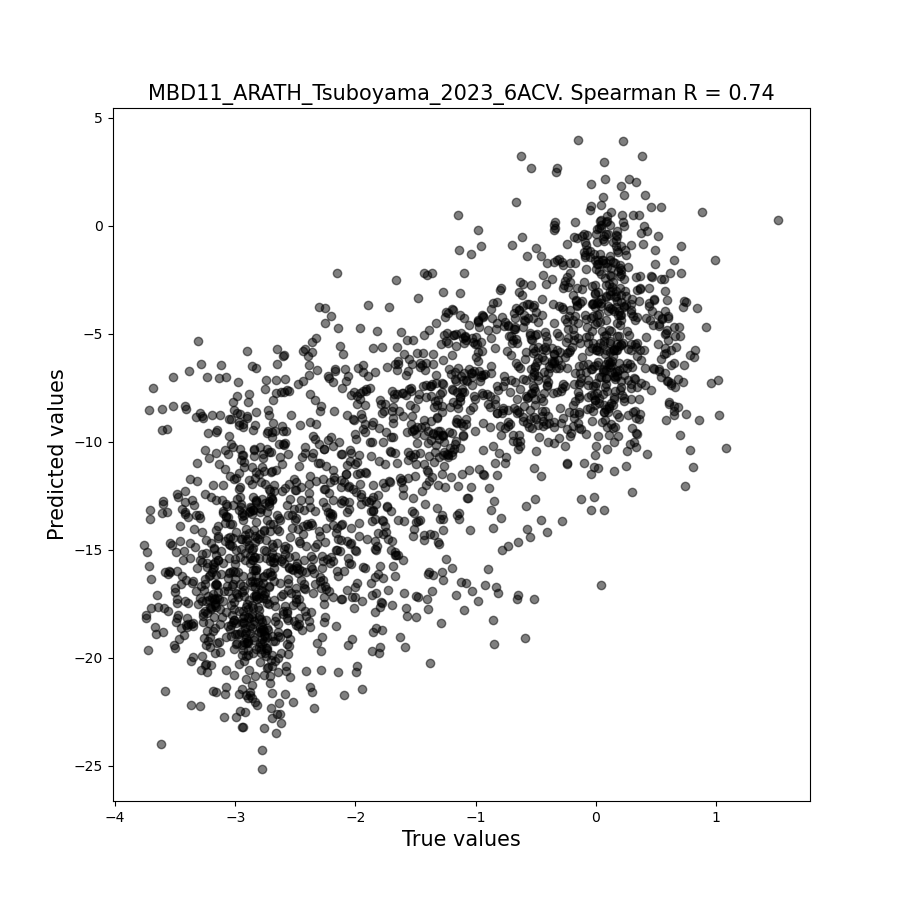 MBD11_ARATH_Tsuboyama_2023_6ACV. Spearman R = 0.74
5
0
−5
−10
−15
−20
−25
Predicted values
−4 −3 −2 −1 0 1
True values